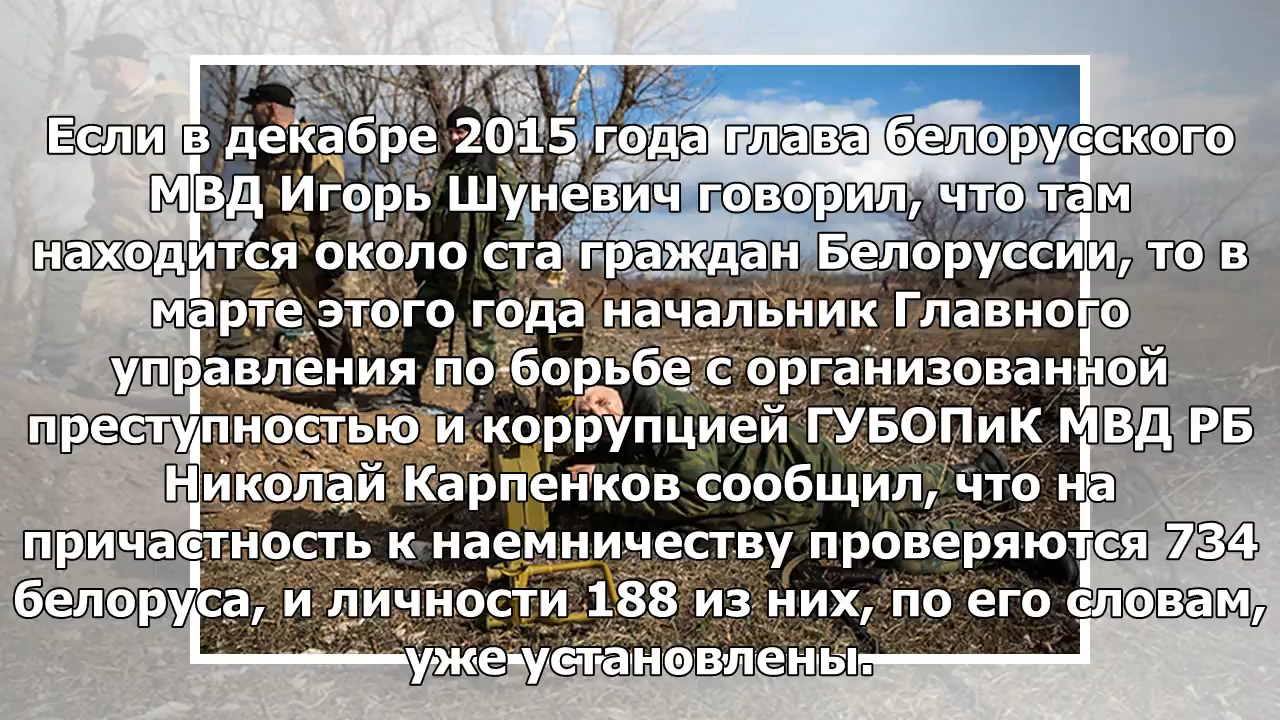 Если в декабре 2015 года глава белорусского
МВД Игорь Шуневич говорил, что там
находится около ста граждан Белоруссии, то в
марте этого года начальник Главного
управления по борьбе с организованной
преступностью и коррупцией ГУБОПиК МВД РБ
Николай Карпенков сообщил, что на
причастность к наемничеству проверяются 734
белоруса, и личности 188 из них, по его словам,
уже установлены.